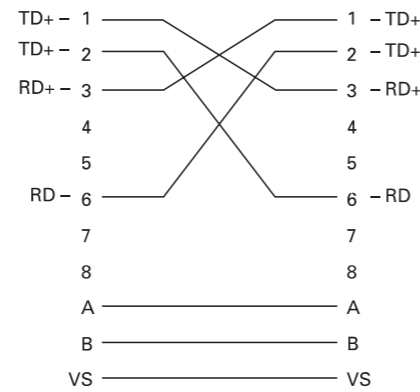 TD+ – 1 1 – TD+
TD+ – 2 2 – TD+
RD+ – 3 3 – RD+
4 4
5 5
RD – 6 6 – RD
7 7
8 8
A A
B B
VS VS